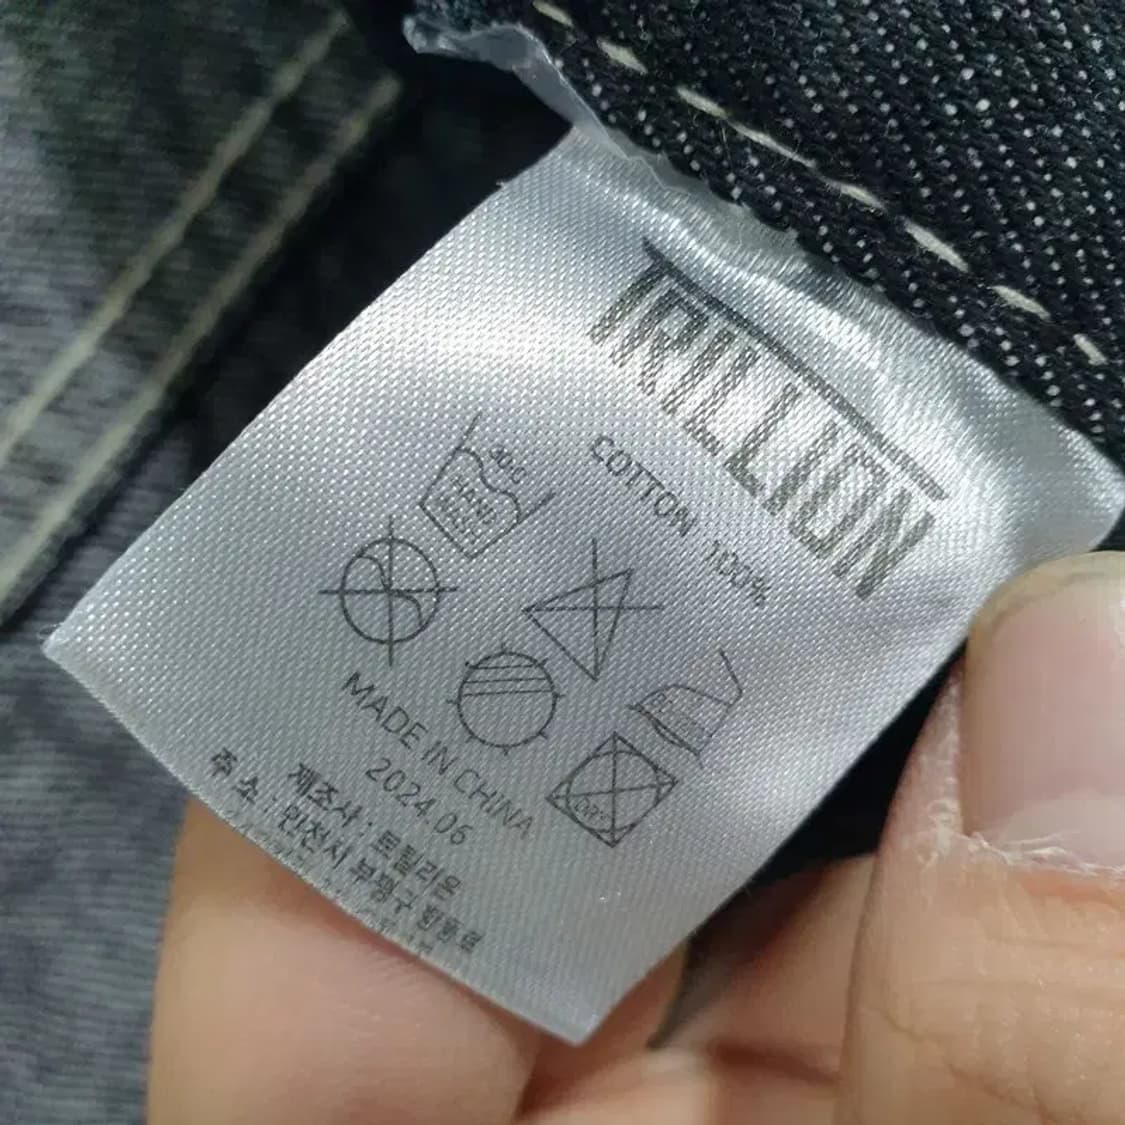 TRILLION
COTTON 100%
MADE IN CHINA
2024.06
제조사 : 트릴리온
주소 : 인천시 부평구